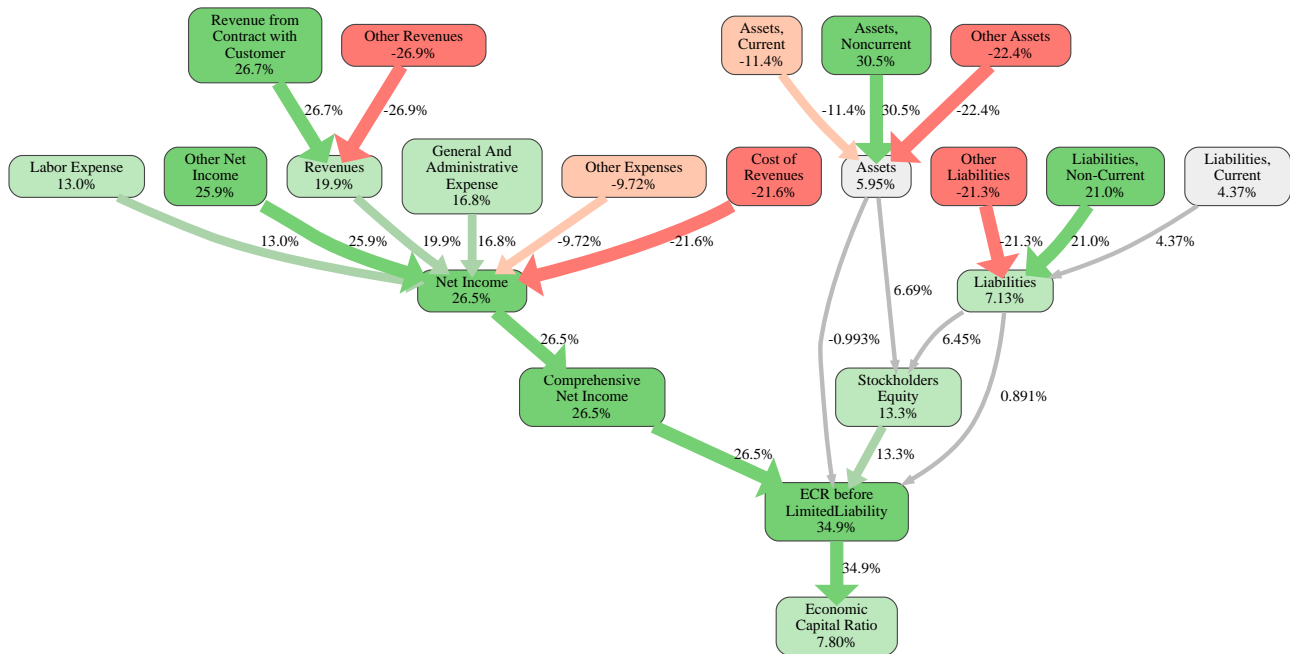 Revenue from
Contract with
Customer
26.7%
Other Revenues
-26.9%
Assets,
Current
-11.4%
Assets,
Noncurrent
30.5%
Other Assets
-22.4%
26.7%
-26.9%
-11.4%
30.5%
-22.4%
Labor Expense
13.0%
Other Net
Income
25.9%
Revenues
19.9%
General And
Administrative
Expense
16.8%
Other Expenses
-9.72%
Cost of
Revenues
-21.6%
Assets
5.95%
Other
Liabilities
-21.3%
Liabilities,
Non-Current
21.0%
Liabilities,
Current
4.37%
13.0%
25.9%
19.9%
16.8%
-9.72%
-21.6%
-21.3%
21.0%
4.37%
Net Income
26.5%
6.69%
Liabilities
7.13%
26.5%
-0.993%
6.45%
Comprehensive
Net Income
26.5%
Stockholders
Equity
13.3%
0.891%
26.5%
13.3%
ECR before
LimitedLiability
34.9%
34.9%
Economic
Capital Ratio
7.80%